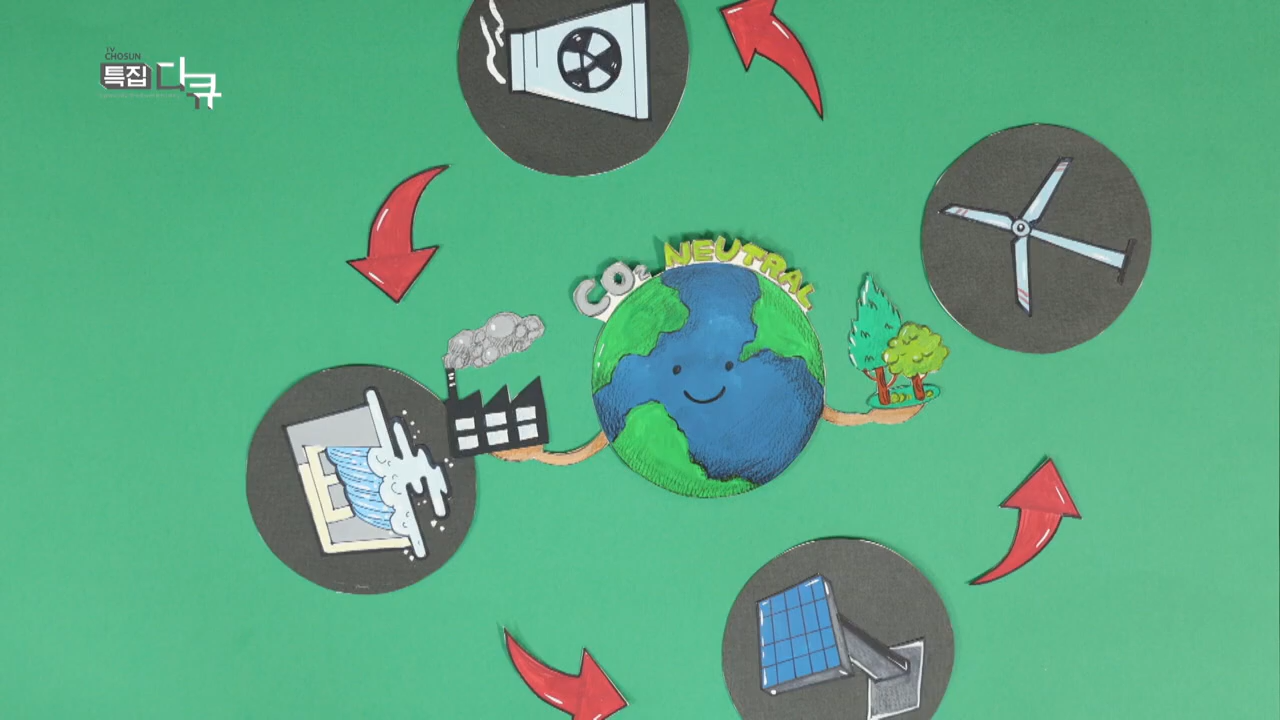 TV
CHOSUN
특집 다큐
CO₂ NEUTRAL